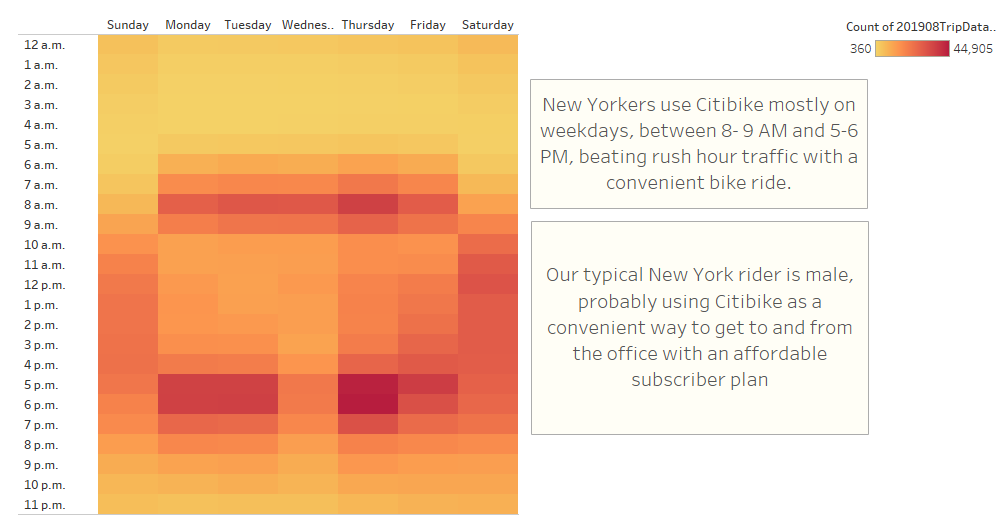 Sunday Monday Tuesday Wednes.. Thursday Friday Saturday
12 a.m.
1 a.m.
2 a.m.
3 a.m.
4 a.m.
5 a.m.
6 a.m.
7 a.m.
8 a.m.
9 a.m.
10 a.m.
11 a.m.
12 p.m.
1 p.m.
2 p.m.
3 p.m.
4 p.m.
5 p.m.
6 p.m.
7 p.m.
8 p.m.
9 p.m.
10 p.m.
11 p.m.
Count of 201908TripData..
360 44,905
New Yorkers use Citibike mostly on
weekdays, between 8- 9 AM and 5-6
PM, beating rush hour traffic with a
convenient bike ride.
Our typical New York rider is male,
probably using Citibike as a
convenient way to get to and from
the office with an affordable
subscriber plan